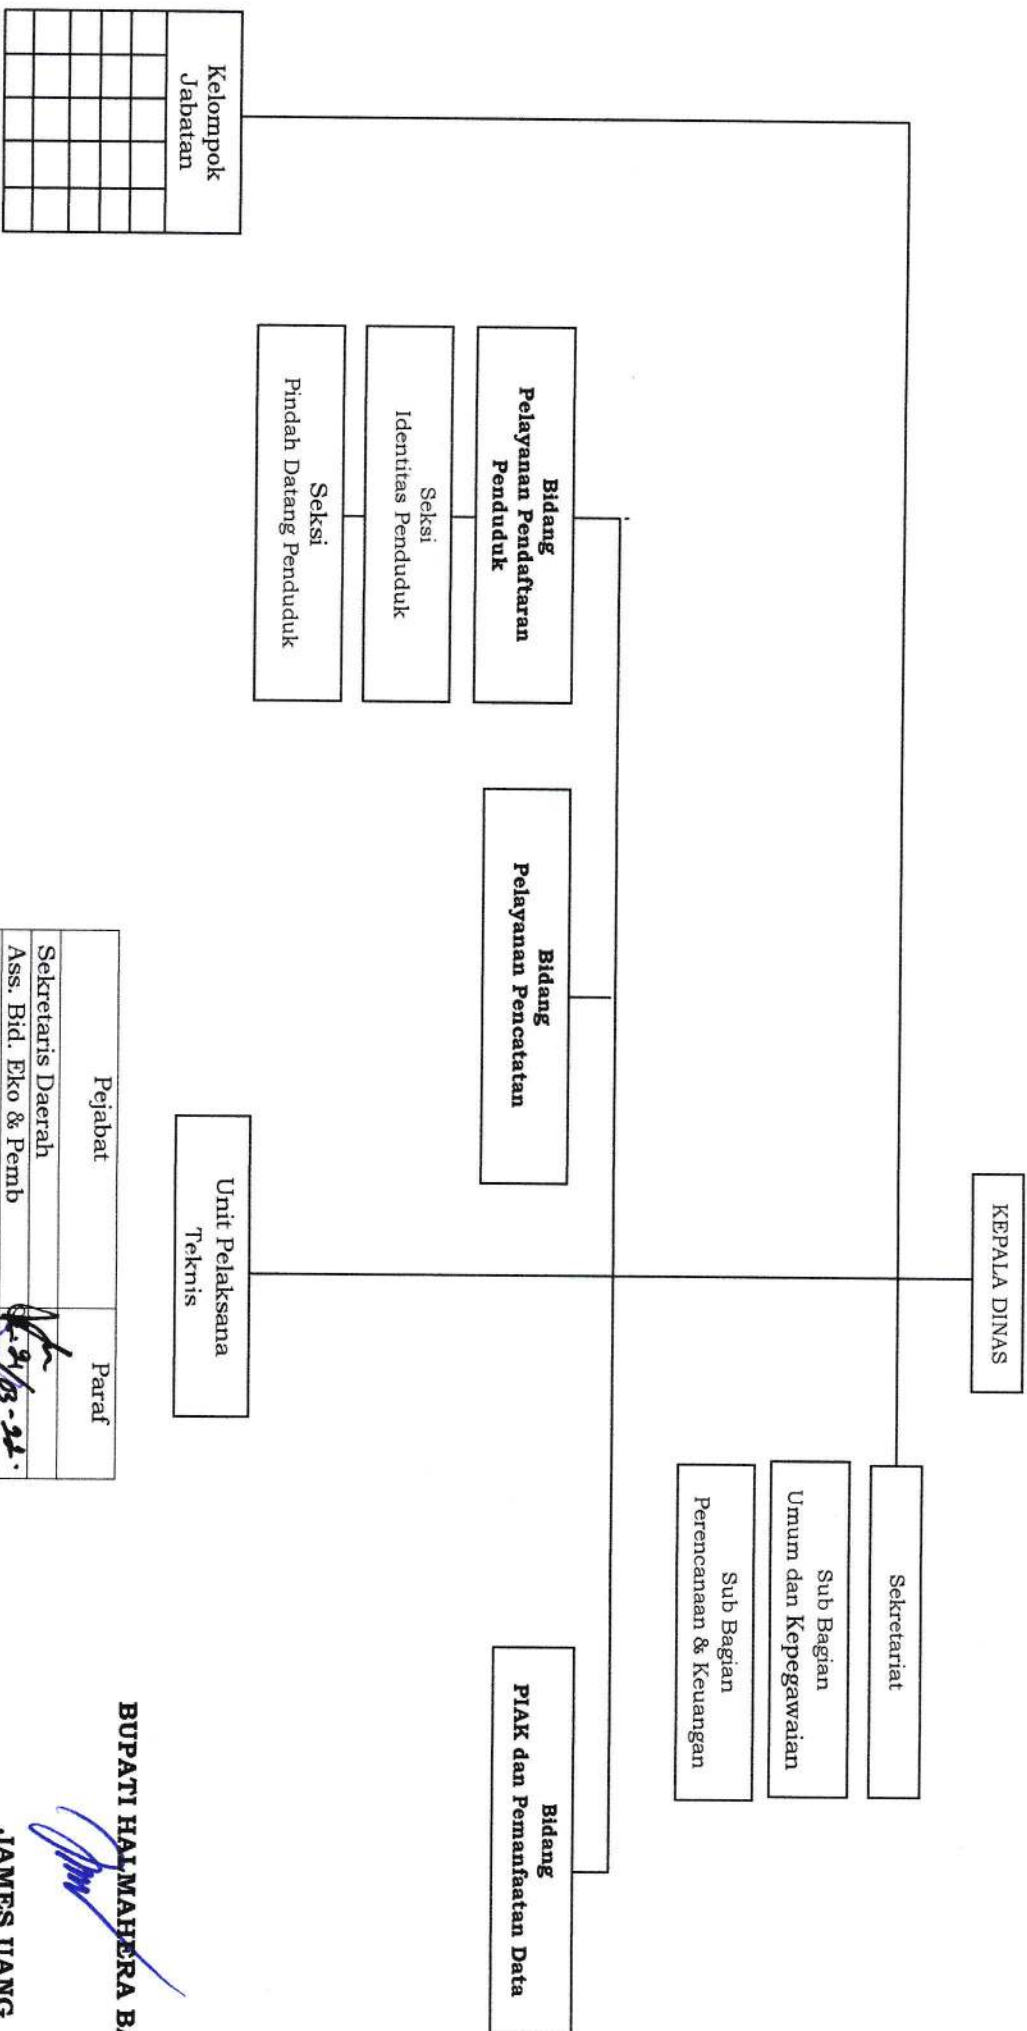 KEPALA DINAS
Sekretariat
Sub Bagian
Umum dan Kepegawaian
Sub Bagian
Perencanaan & Keuangan
Kelompok
Jabatan
Bidang
Pelayanan Pendaftaran
Penduduk
Seksi
Identitas Penduduk
Seksi
Pindah Datang Penduduk
Bidang
Pelayanan Pencatatan
Bidang
PIAK dan Pemanfaatan Data
Unit Pelaksana
Teknis
Pejabat Paraf
Sekretaris Daerah
Ass. Bid. Eko & Pemb
BUPATI HALMAHERA
JAMES UANG